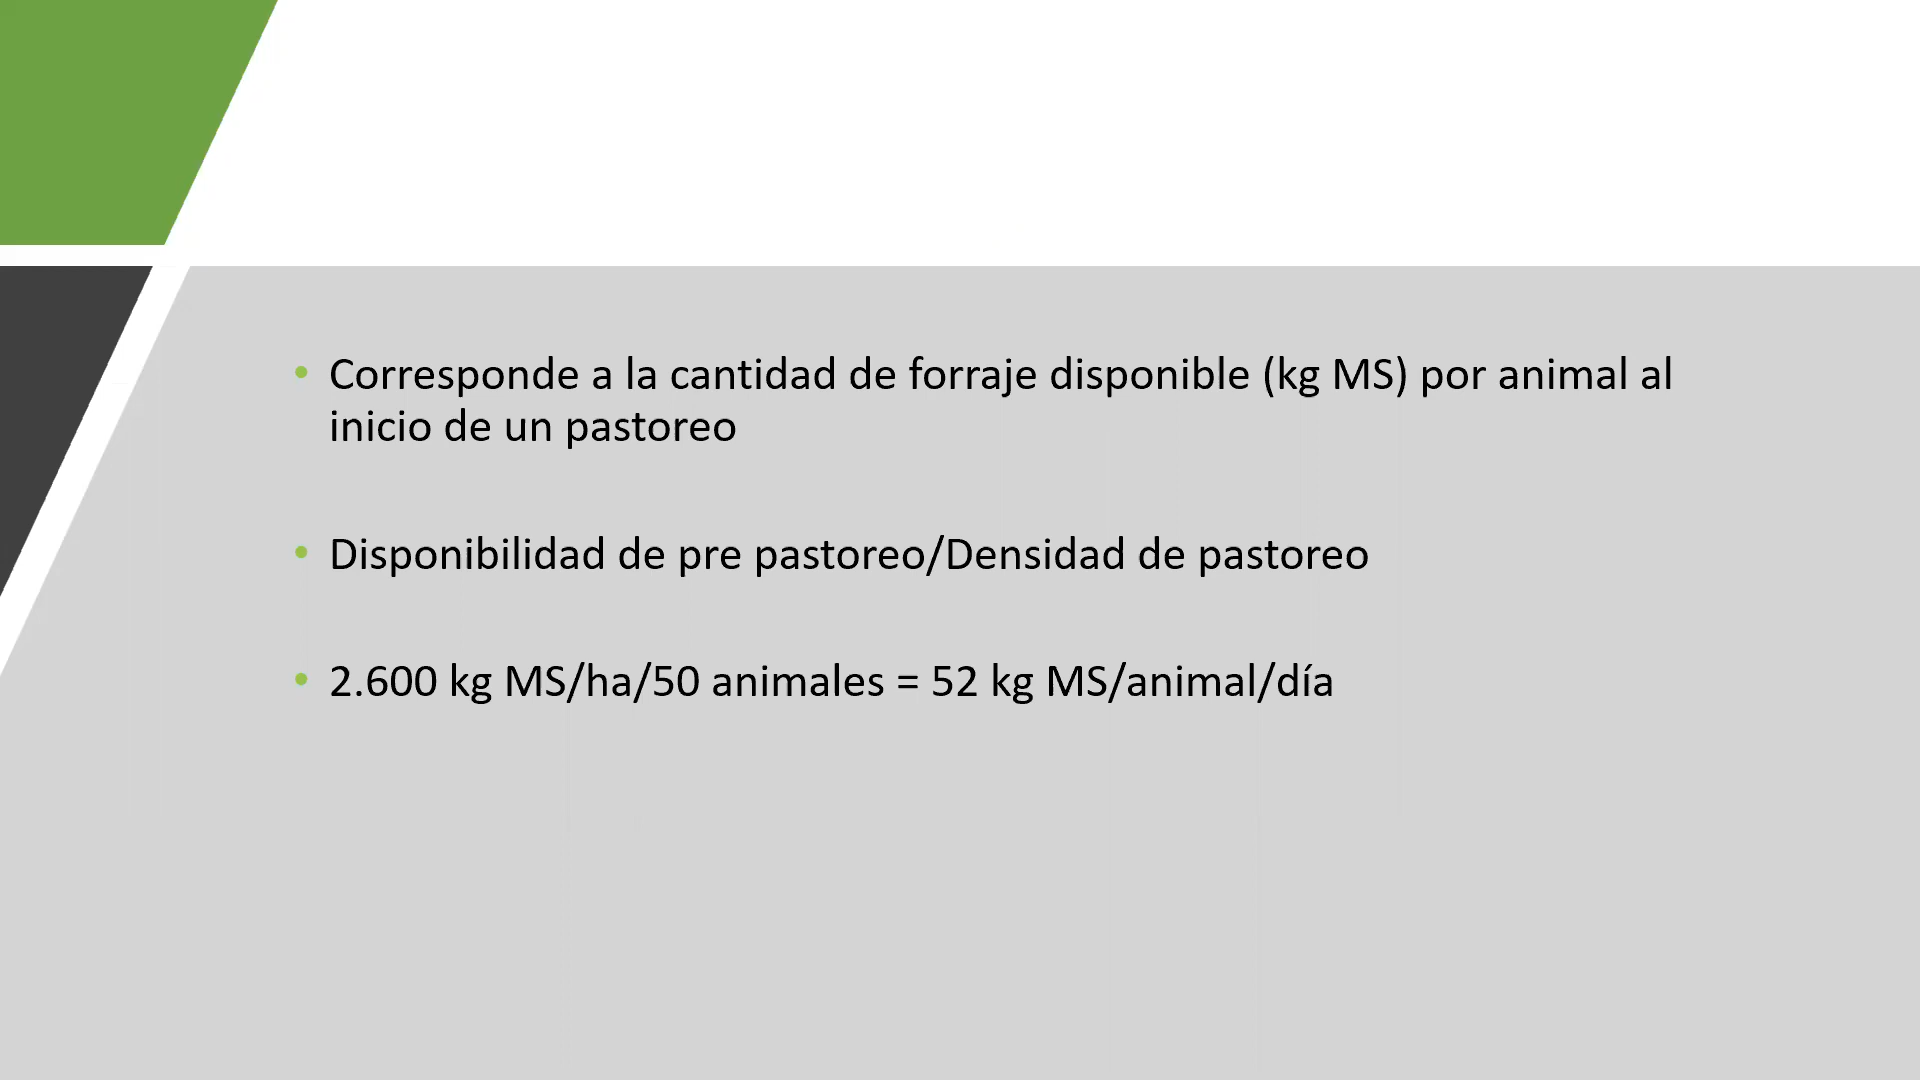 • Corresponde a la cantidad de forraje disponible (kg MS) por animal al
inicio de un pastoreo
• Disponibilidad de pre pastoreo/Densidad de pastoreo
• 2.600 kg MS/ha/50 animales = 52 kg MS/animal/día